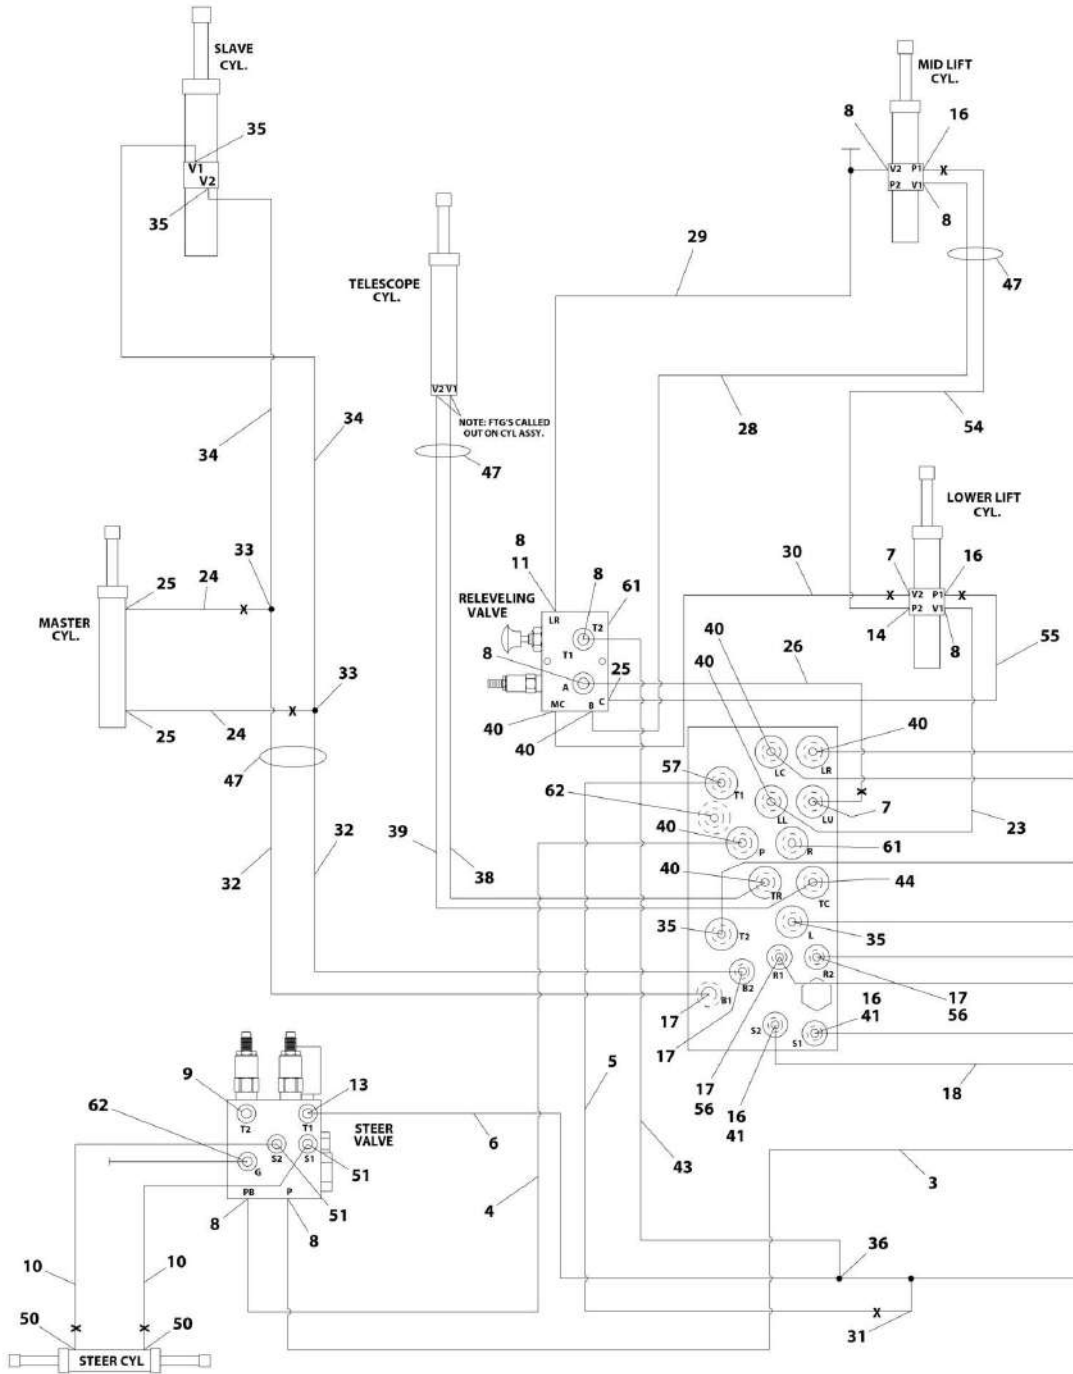 SLAVE
CYL.
35
V1
V2
35
MID LIFT
CYL.
8
16
V2 P1 X
P2 V1
8
47
29
TELESCOPE
CYL.
V2 V1
NOTE: FTG'S CALLED
OUT ON CYL ASSY.
47
28
54
34
34
LOWER LIFT
CYL.
33
25 24
X
MASTER
CYL.
33
X
25 24
47
8
11
8
61
RELEVELING
VALVE
LR
T2
T1
8
A
25
C
MC B
40
40
30
7
16
X V2 P1 X
P2 V1
14
8
55
40
40
26
40
LC LR
57
T1
X
62
LL LU
7
23
40
P R
61
39
38
32
32
40
TR TC
44
35
T2
L
35
R1 R2
B2
B1
17
17
16
41
17
56
S2 S1
17
56
16
41
18
5
9
13
62
T2 T1
STEER
VALVE
6
S2 S1
G
51
PB P
51
8
8
4
43
3
10
10
36
50
X X
50
X
31
STEER CYL